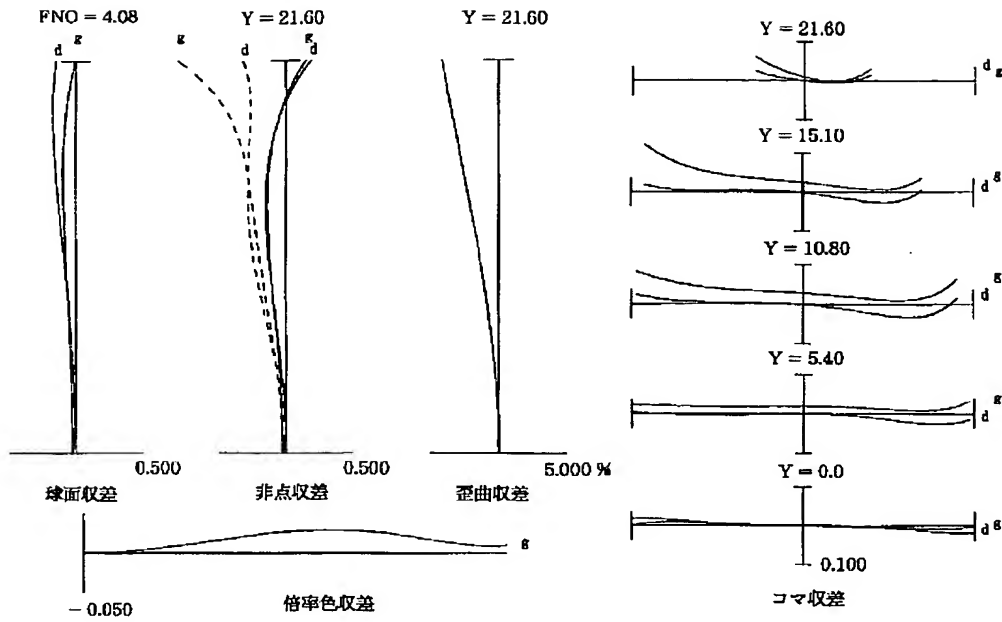 FNO = 4.08
d g
0.500
球面収差
Y = 21.60
g d g d
0.500
非点収差
Y = 21.60
5.000 %
歪曲収差
g
- 0.050
倍率色収差
Y = 21.60
d g
Y = 15.10
d g
Y = 10.80
d g
Y = 5.40
d g
Y = 0.0
d g
0.100
コマ収差